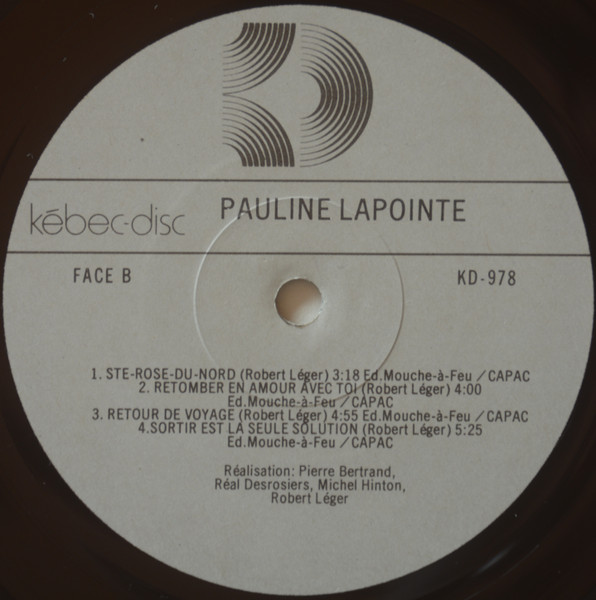 kébec-disc
PAULINE LAPOINTE
FACE B
KD-978
1. STE-ROSE-DU-NORD (Robert Léger) 3:18 Ed.Mouche-à-Feu /CAPAC
2. RETOMBER EN AMOUR AVEC TOI (Robert Léger) 4:00
Ed.Mouche-à-Feu /CAPAC
3. RETOUR DE VOYAGE (Robert Léger) 4:55 Ed.Mouche-à-Feu /CAPAC
4.SORTIR EST LA SEULE SOLUTION (Robert Léger) 5:25
Ed.Mouche-à-Feu /CAPAC
Réalisation: Pierre Bertrand,
Réal Desrosiers, Michel Hinton,
Robert Léger